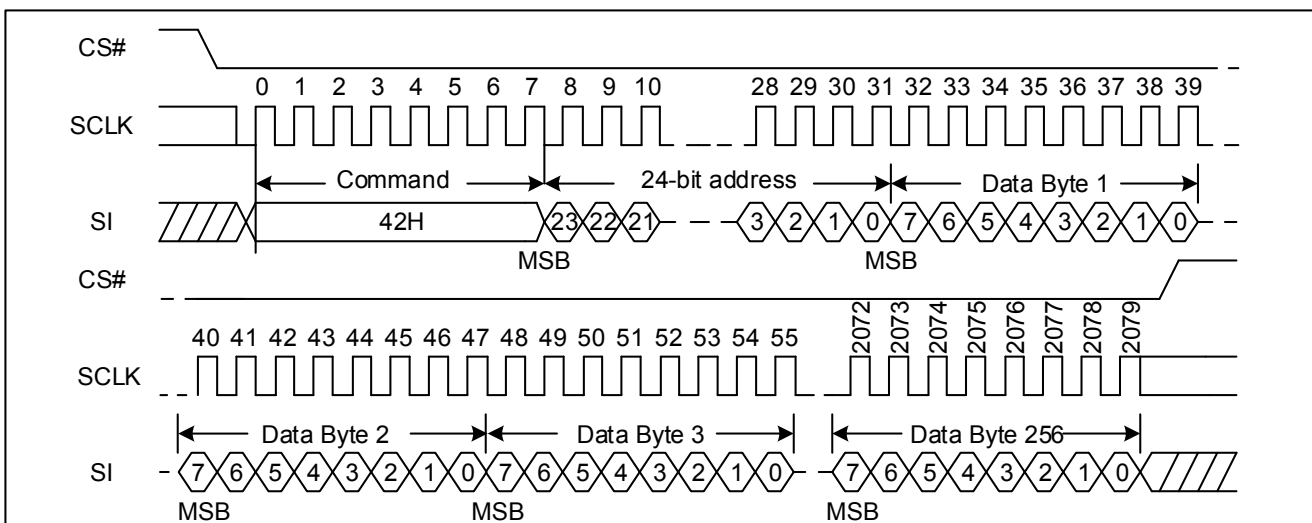 CS#
0 1 2 3 4 5 6 7 8 9 10 28 29 30 31 32 33 34 35 36 37 38 39
SCLK
Command 24-bit address Data Byte 1
SI 42H 23 22 21 3 2 1 0 7 6 5 4 3 2 1 0
MSB MSB
CS#
40 41 42 43 44 45 46 47 48 49 50 51 52 53 54 55 2072 2073 2074 2075 2076 2077 2078 2079
SCLK
Data Byte 2 Data Byte 3 Data Byte 256
SI 7 6 5 4 3 2 1 0 7 6 5 4 3 2 1 0 7 6 5 4 3 2 1 0
MSB MSB MSB